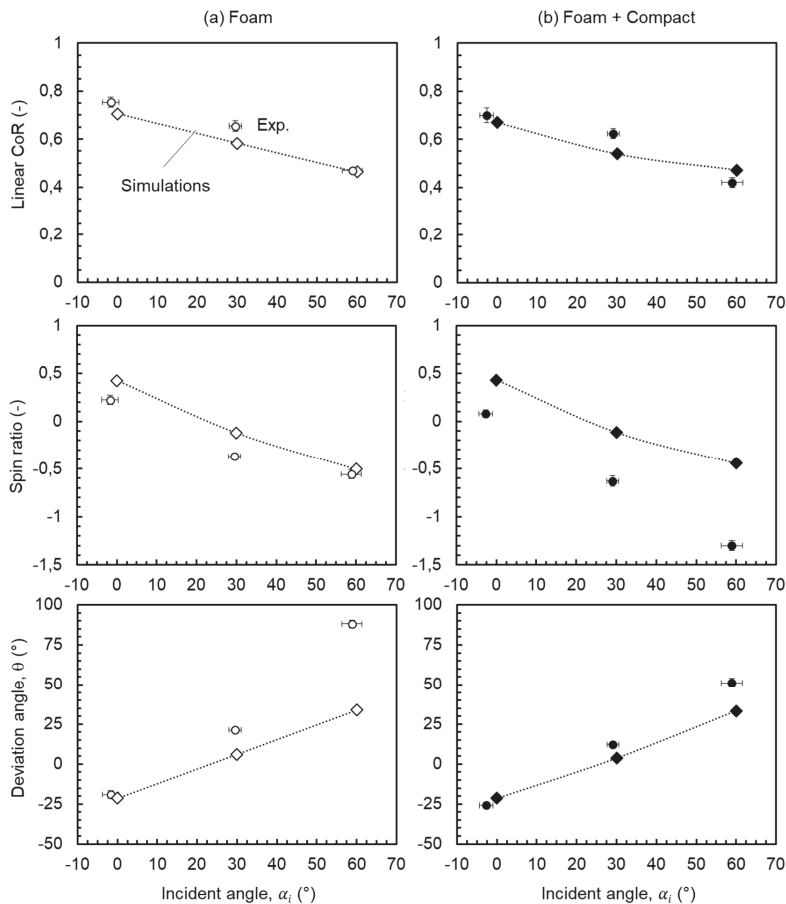 (a) Foam
(b) Foam + Compact
Linear CoR (-)
1
0,8
0,6
0,4
0,2
0
Exp.
Simulations
-10 0 10 20 30 40 50 60 70
1
0,8
0,6
0,4
0,2
0
-10 0 10 20 30 40 50 60 70
Spin ratio (-)
1
0,5
0
-0,5
-1
-1,5
-10 0 10 20 30 40 50 60 70
1
0,5
0
-0,5
-1
-1,5
-10 0 10 20 30 40 50 60 70
Deviation angle, θ (°)
100
75
50
25
0
-25
-50
-10 0 10 20 30 40 50 60 70
Incident angle, αᵢ (°)
100
75
50
25
0
-25
-50
-10 0 10 20 30 40 50 60 70
Incident angle, αᵢ (°)